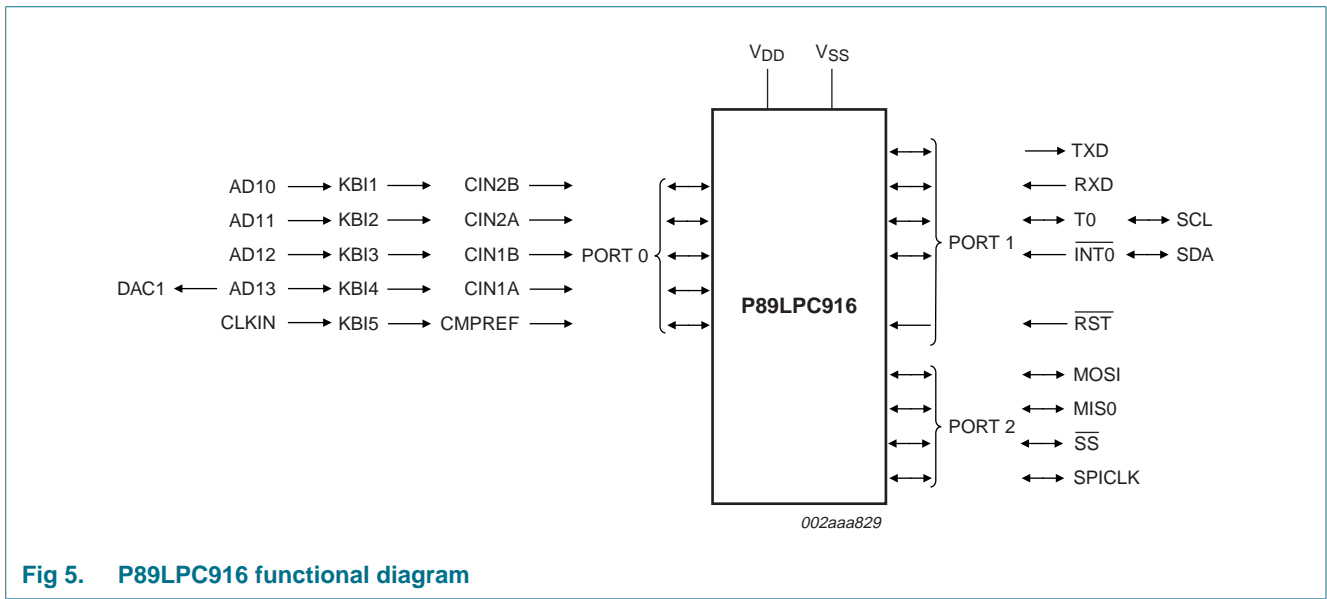 VDD VSS
TXD
AD10 KBI1 CIN2B RXD
AD11 KBI2 CIN2A T0 SCL
AD12 KBI3 CIN1B PORT 0 PORT 1 INT0 SDA
DAC1 AD13 KBI4 CIN1A P89LPC916
CLKIN KBI5 CMPREF RST
MOSI
MIS0
PORT 2
SS
SPICLK
002aaa829
Fig 5. P89LPC916 functional diagram